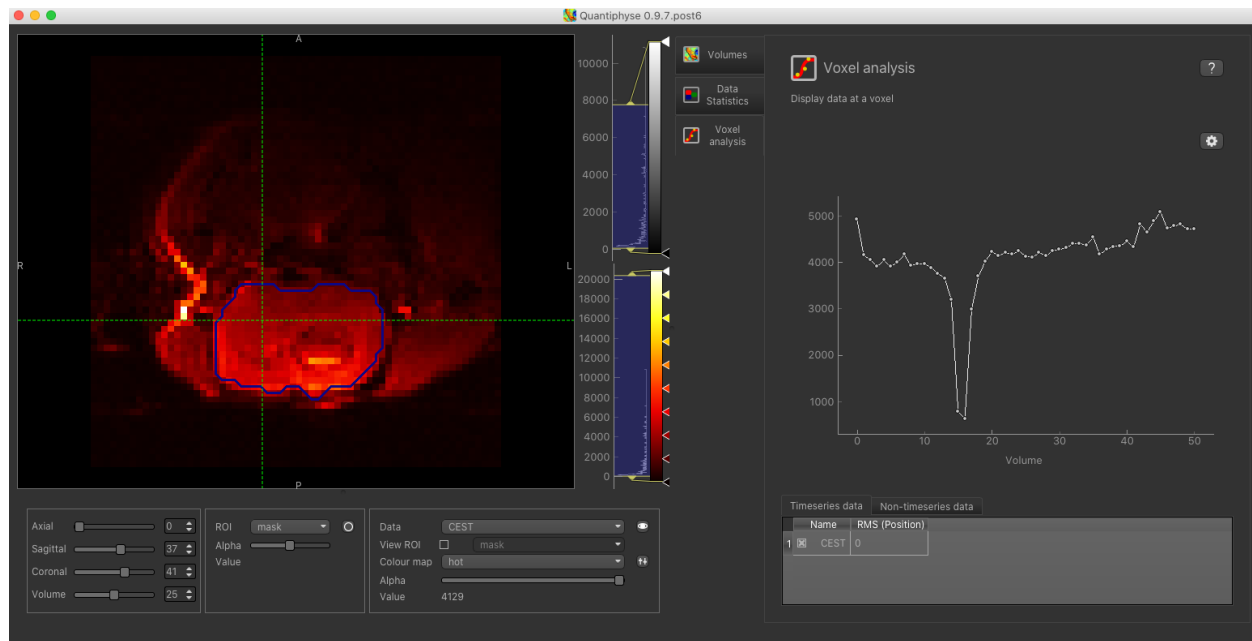 Quantiphyse 0.9.7.post6
A
R
L
P
10000
8000
6000
4000
2000
0
20000
18000
16000
14000
12000
10000
8000
6000
4000
2000
0
Volumes
Data
Statistics
Voxel
analysis
Voxel analysis
?
Display data at a voxel
5000
4000
3000
2000
1000
0 10 20 30 40 50
Volume
Timeseries data Non-timeseries data
Name RMS (Position)
1 CEST 0
Axial 0
Sagittal 37
Coronal 41
Volume 25
ROI mask
Alpha
Value
Data CEST
View ROI mask
Colour map hot
Alpha
Value 4129